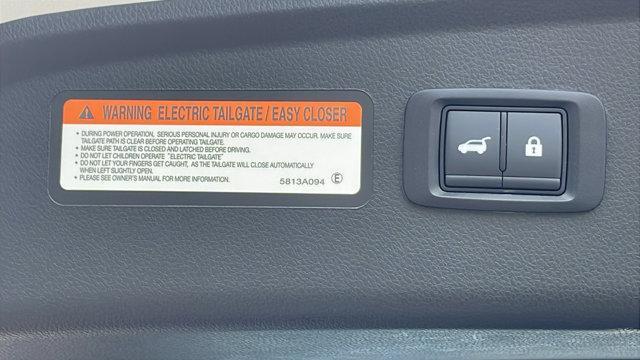 WARNING ELECTRIC TAILGATE / EASY CLOSER
• DURING POWER OPERATION, SERIOUS PERSONAL INJURY OR CARGO DAMAGE MAY OCCUR. MAKE SURE
TAILGATE PATH IS CLEAR BEFORE OPERATING TAILGATE.
• MAKE SURE TAILGATE IS CLOSED AND LATCHED BEFORE DRIVING.
• DO NOT LET CHILDREN OPERATE "ELECTRIC TAILGATE"
• DO NOT LET YOUR FINGERS GET CAUGHT, AS THE TAILGATE WILL CLOSE AUTOMATICALLY
WHEN LEFT SLIGHTLY OPEN.
• PLEASE SEE OWNER'S MANUAL FOR MORE INFORMATION.
5813A094 Ⓔ